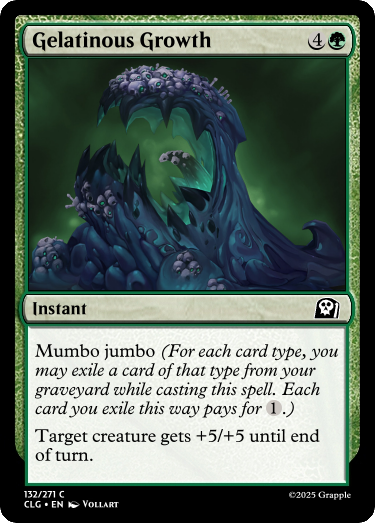 Gelatinous Growth 4
Instant
Mumbo jumbo (For each card type, you
may exile a card of that type from your
graveyard while casting this spell. Each
card you exile this way pays for 1.)
Target creature gets +5/+5 until end
of turn.
132/271 C
CLG • EN VOLLART
©2025 Grapple